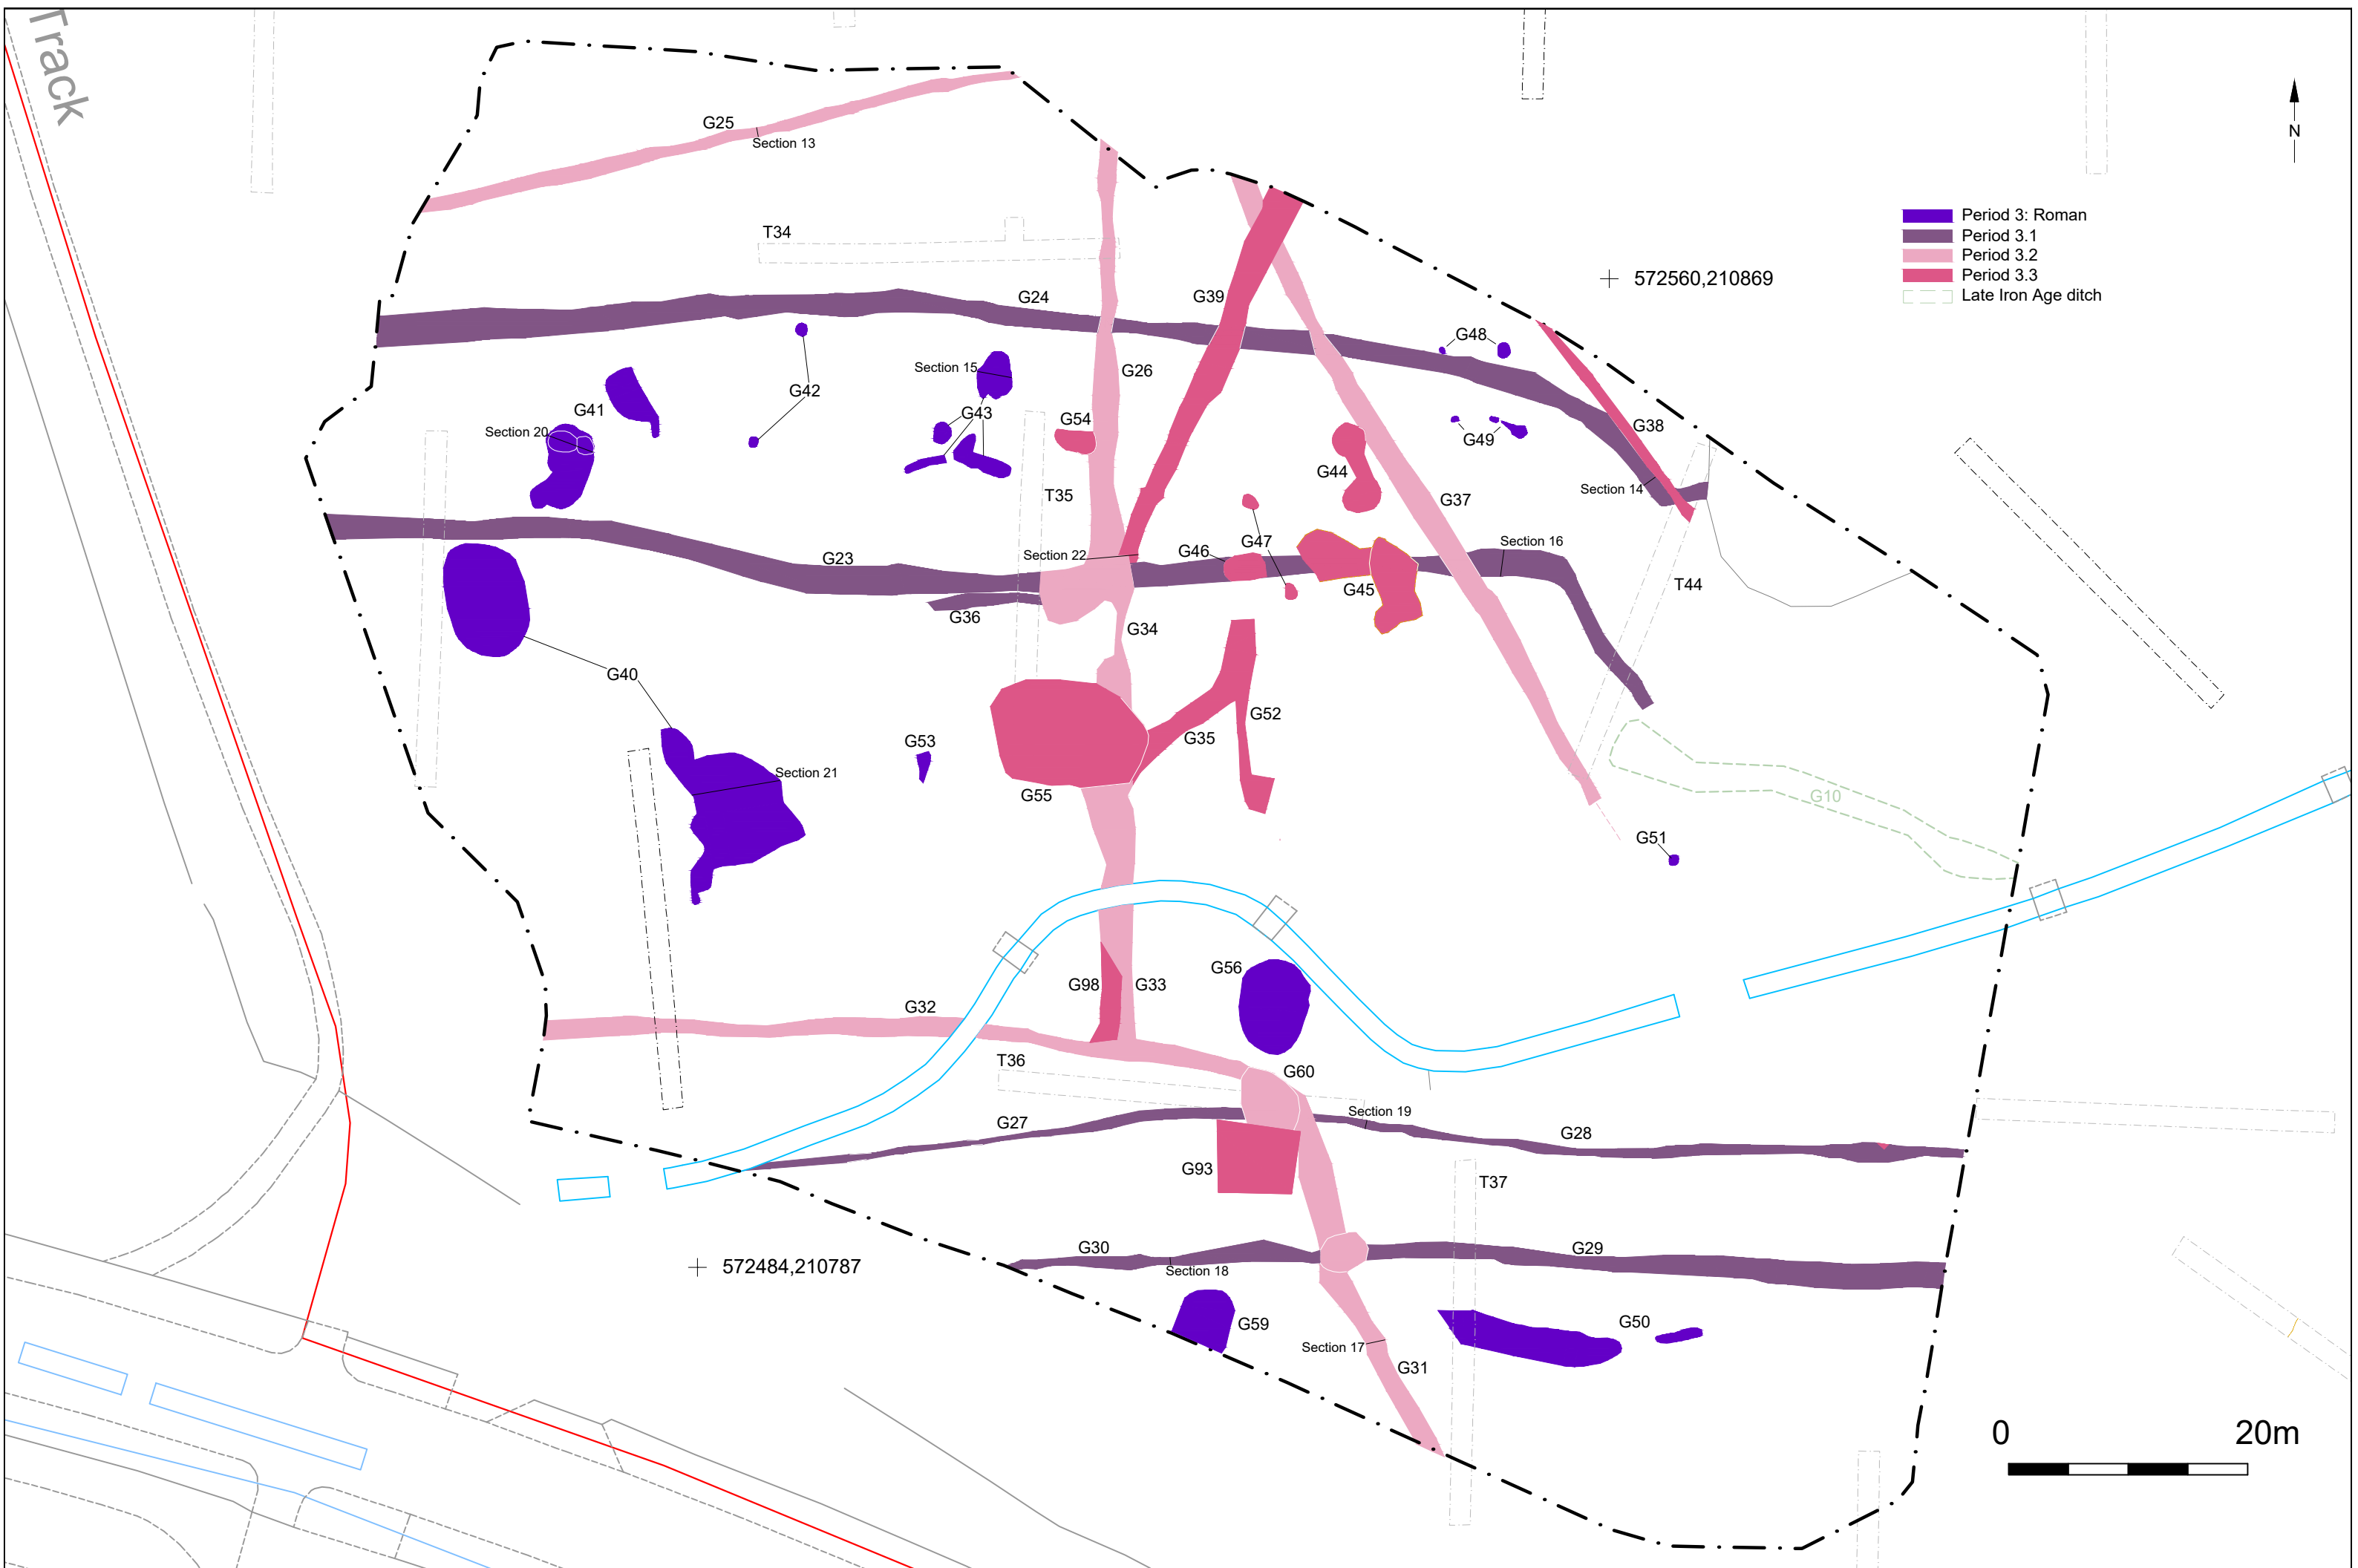 Track
G25
Section 13
N
T34
Period 3: Roman
Period 3.1
Period 3.2
Period 3.3
Late Iron Age ditch
572560,210869
G24
G39
G48
G26
Section 15
G42
G41
G43
G54
G38
Section 20
G49
G44
T35
G37
Section 14
Section 22
G46
G47
Section 16
G23
G45
T44
G36
G34
G40
G52
G53
G35
Section 21
G55
G10
G51
G56
G98
G33
G32
T36
G60
G27
Section 19
G28
G93
T37
G30
G29
Section 18
572484,210787
G59
G50
Section 17
G31
0
20m